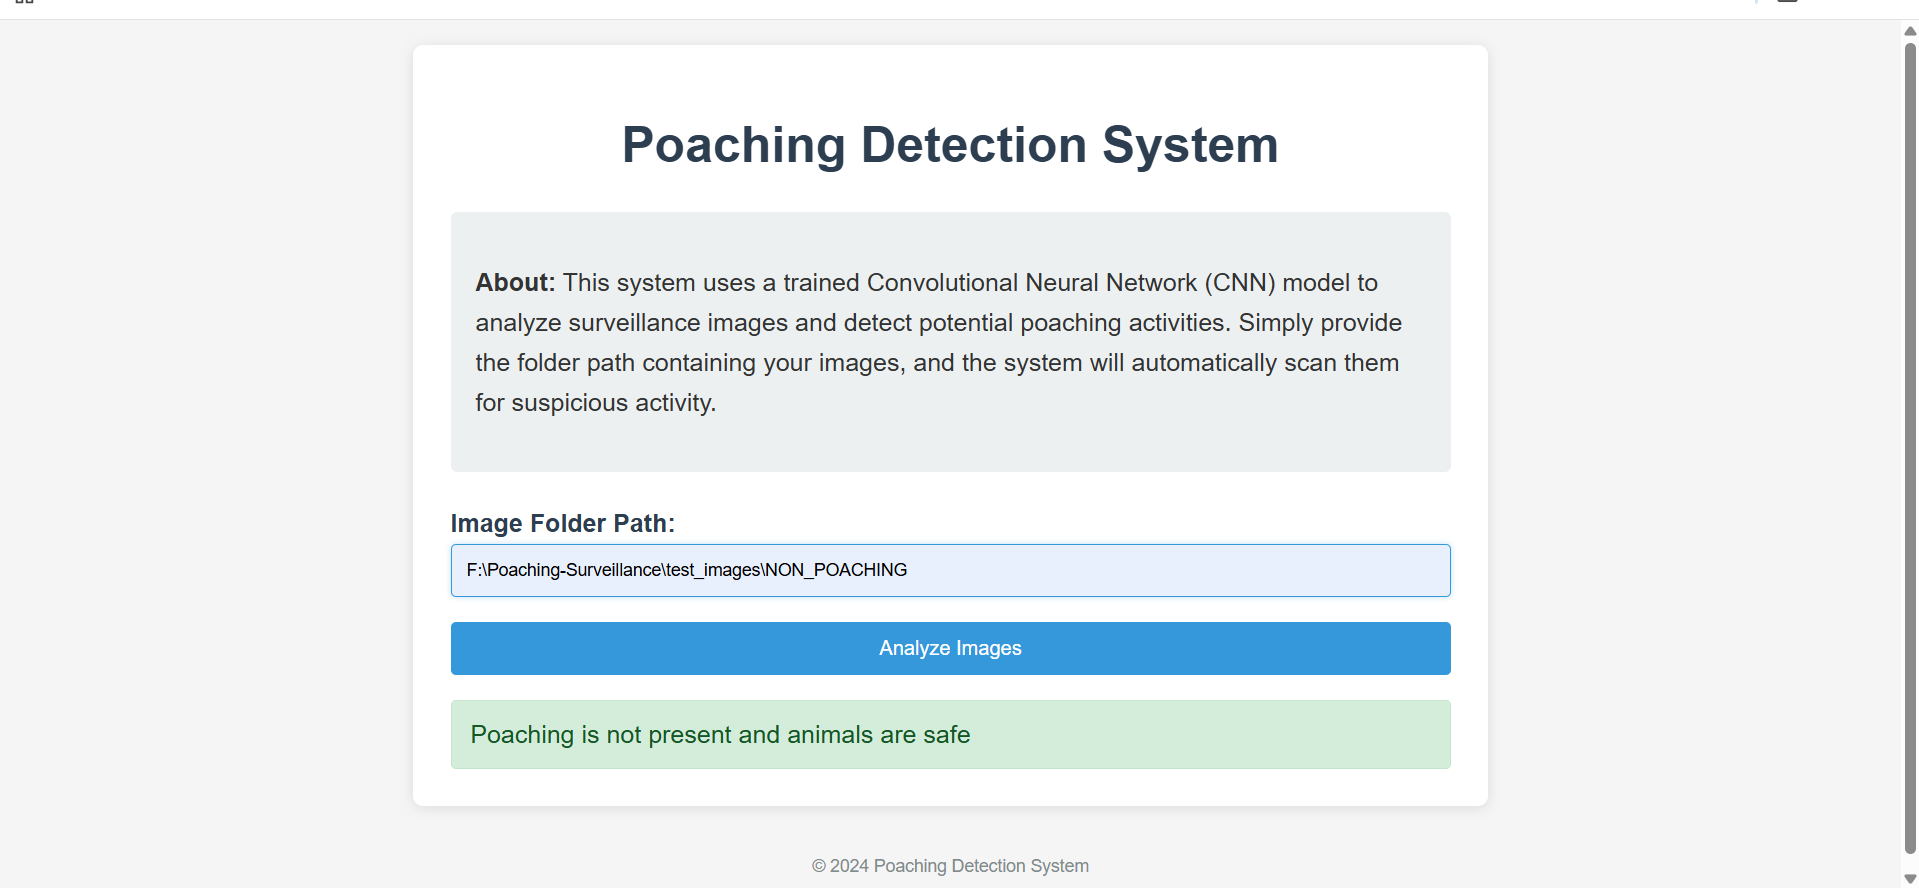 Poaching Detection System
About: This system uses a trained Convolutional Neural Network (CNN) model to
analyze surveillance images and detect potential poaching activities. Simply provide
the folder path containing your images, and the system will automatically scan them
for suspicious activity.
Image Folder Path:
F:\Poaching-Surveillance\test_images\NON_POACHING
Analyze Images
Poaching is not present and animals are safe
© 2024 Poaching Detection System